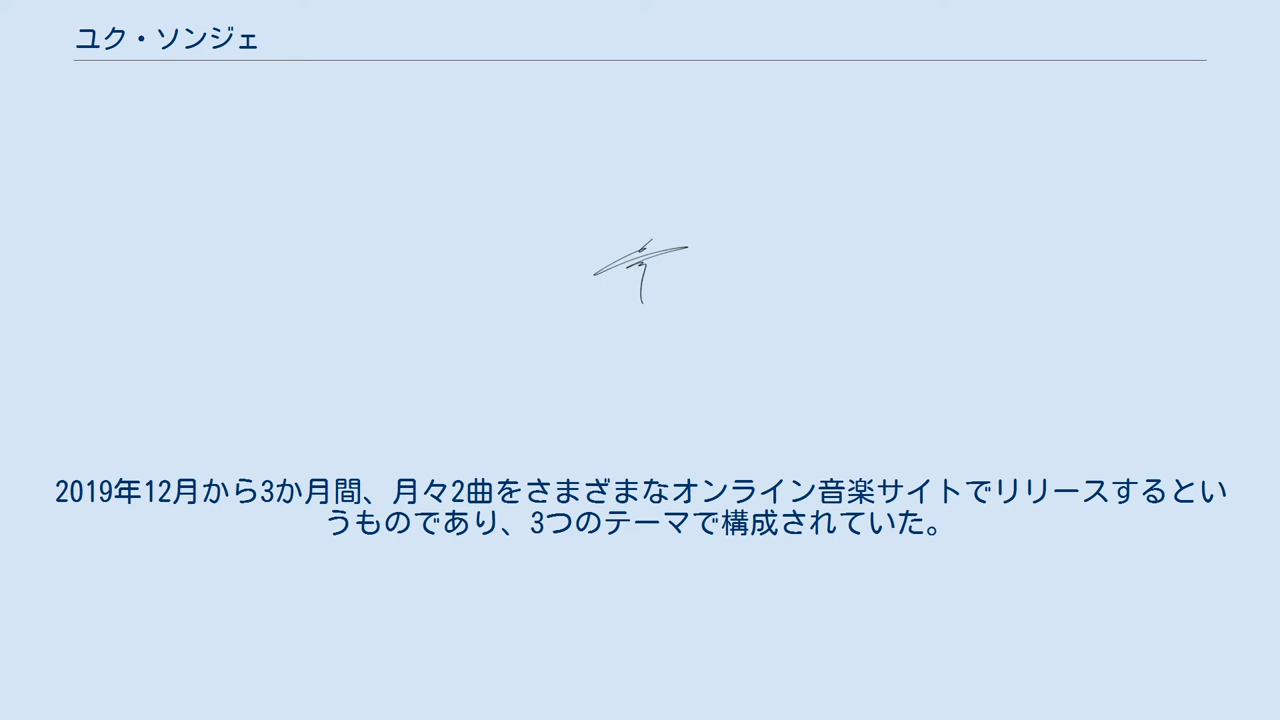 ユク・ソンジェ
2019年12月から3か月間、月々2曲をさまざまなオンライン音楽サイトでリリースするとい
うものであり、3つのテーマで構成されていた。